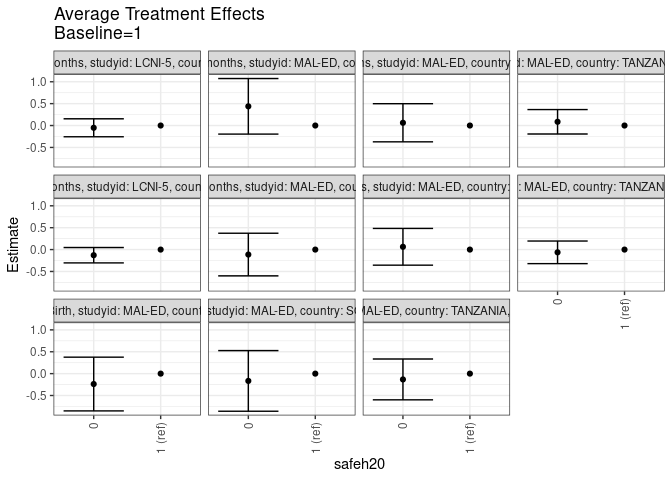 Average Treatment Effects
Baseline=1
onths, studyid: LCNI-5, cour
onths, studyid: MAL-ED, co
s, studyid: MAL-ED, country
: MAL-ED, country: TANZAN
1.0
0.5
0.0
-0.5
onths, studyid: LCNI-5, coun
onths, studyid: MAL-ED, cou
s, studyid: MAL-ED, country:
: MAL-ED, country: TANZAN
1.0
0.5
0.0
-0.5
Birth, studyid: MAL-ED, count
studyid: MAL-ED, country: SO
MAL-ED, country: TANZANIA,
1.0
0.5
0.0
-0.5
0
1 (ref)
0
1 (ref)
0
1 (ref)
0
1 (ref)
Estimate
safeh20